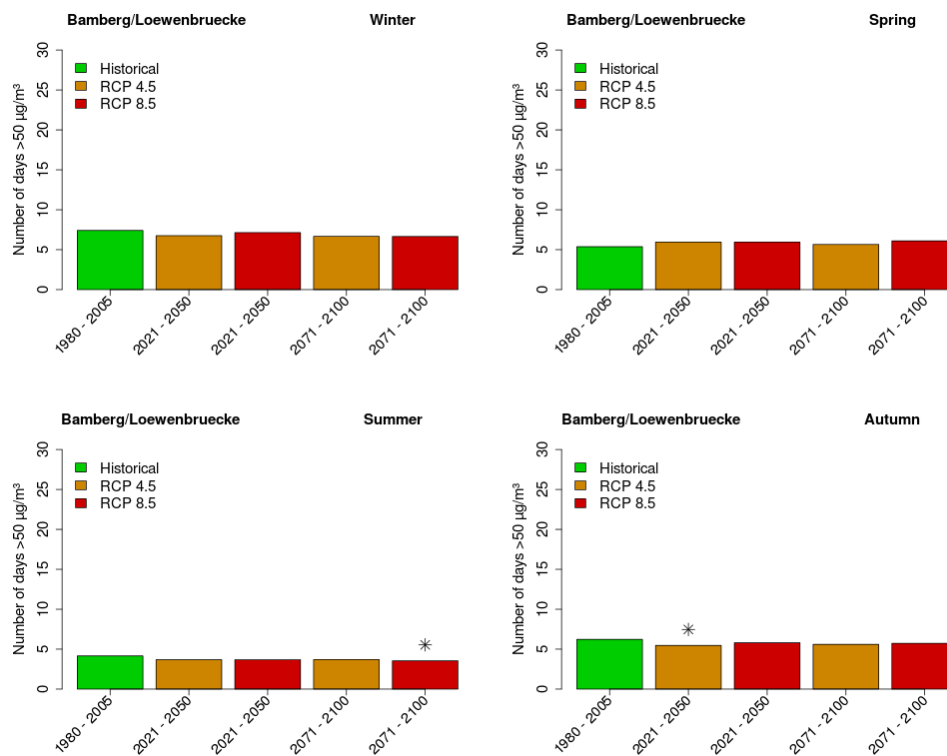 Bamberg/Loewenbruecke Winter
Number of days >50 µg/m³
30
25
20
15
10
5
0
Historical
RCP 4.5
RCP 8.5
1980 - 2005
2021 - 2050
2021 - 2050
2071 - 2100
2071 - 2100
Bamberg/Loewenbruecke Spring
Number of days >50 µg/m³
30
25
20
15
10
5
0
Historical
RCP 4.5
RCP 8.5
1980 - 2005
2021 - 2050
2021 - 2050
2071 - 2100
2071 - 2100
Bamberg/Loewenbruecke Summer
Number of days >50 µg/m³
30
25
20
15
10
5
0
Historical
RCP 4.5
RCP 8.5
✳
1980 - 2005
2021 - 2050
2021 - 2050
2071 - 2100
2071 - 2100
Bamberg/Loewenbruecke Autumn
Number of days >50 µg/m³
30
25
20
15
10
5
0
Historical
RCP 4.5
RCP 8.5
✳
1980 - 2005
2021 - 2050
2021 - 2050
2071 - 2100
2071 - 2100